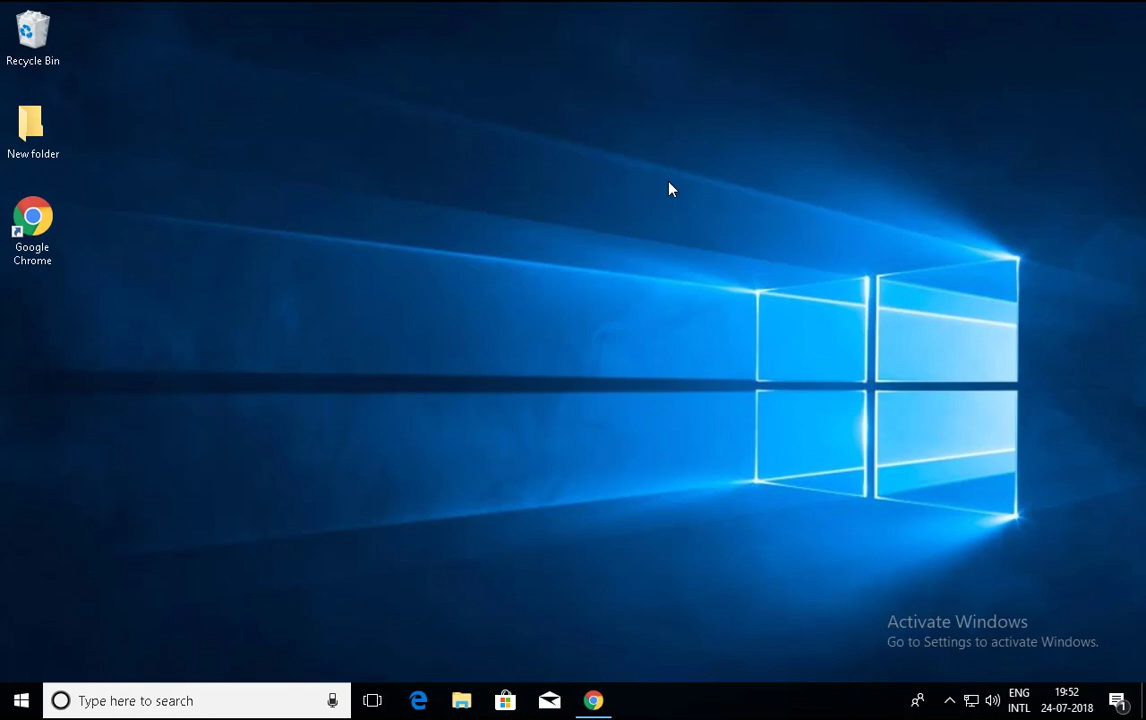 Recycle Bin
New folder
Google
Chrome
Activate Windows
Go to Settings to activate Windows.
Type here to search
ENG
INTL
19:52
24-07-2018
1